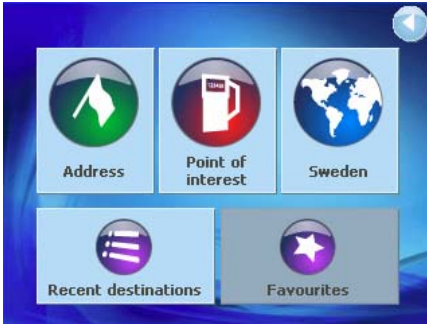 Address
Point of
interest
Sweden
Recent destinations
Favourites